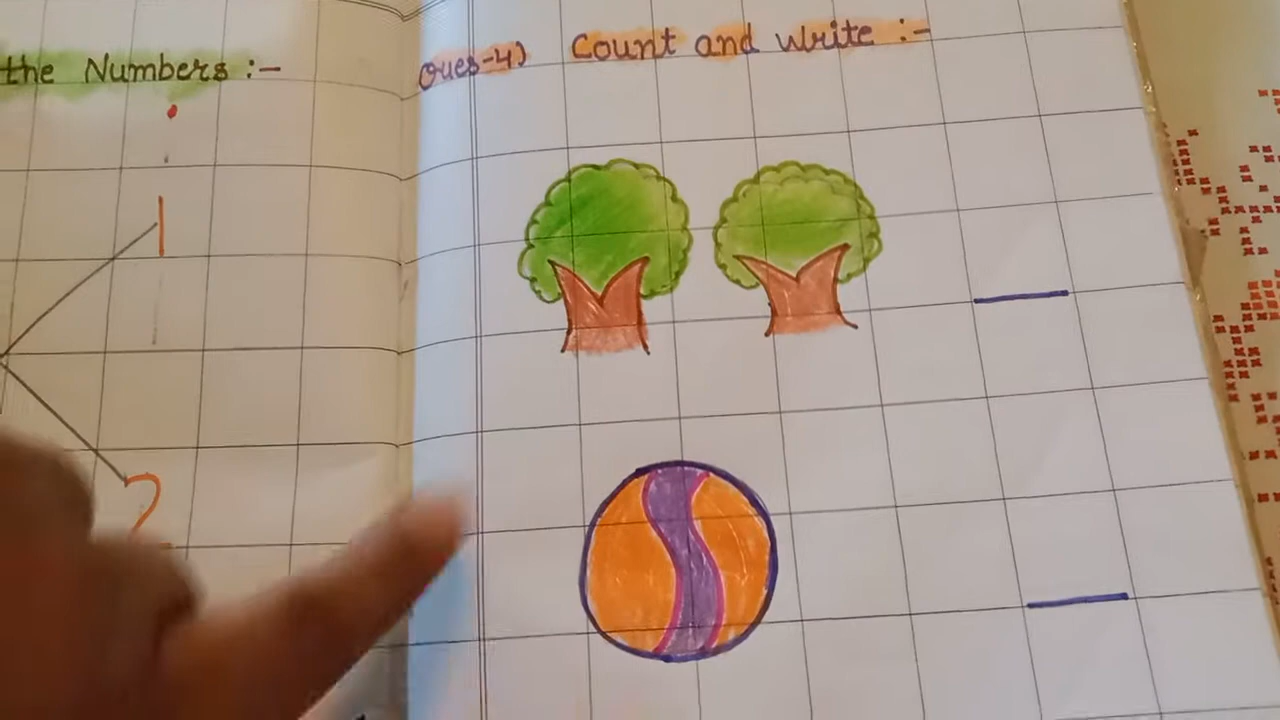 the Numbers :-
1
2
Ques-4) Count and Write :-